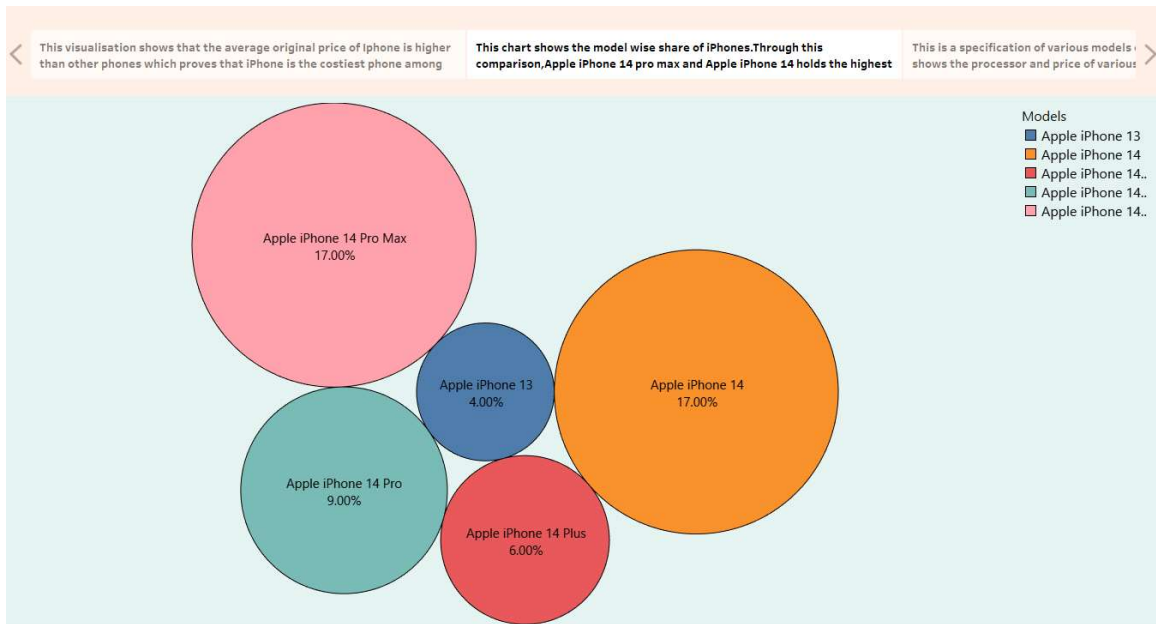 This visualisation shows that the average original price of Iphone is higher
than other phones which proves that iPhone is the costiest phone among
This chart shows the model wise share of iPhones.Through this
comparison,Apple iPhone 14 pro max and Apple iPhone 14 holds the highest
This is a specification of various models
shows the processor and price of various
Models
Apple iPhone 13
Apple iPhone 14
Apple iPhone 14..
Apple iPhone 14..
Apple iPhone 14..
Apple iPhone 14 Pro Max
17.00%
Apple iPhone 13
4.00%
Apple iPhone 14
17.00%
Apple iPhone 14 Pro
9.00%
Apple iPhone 14 Plus
6.00%